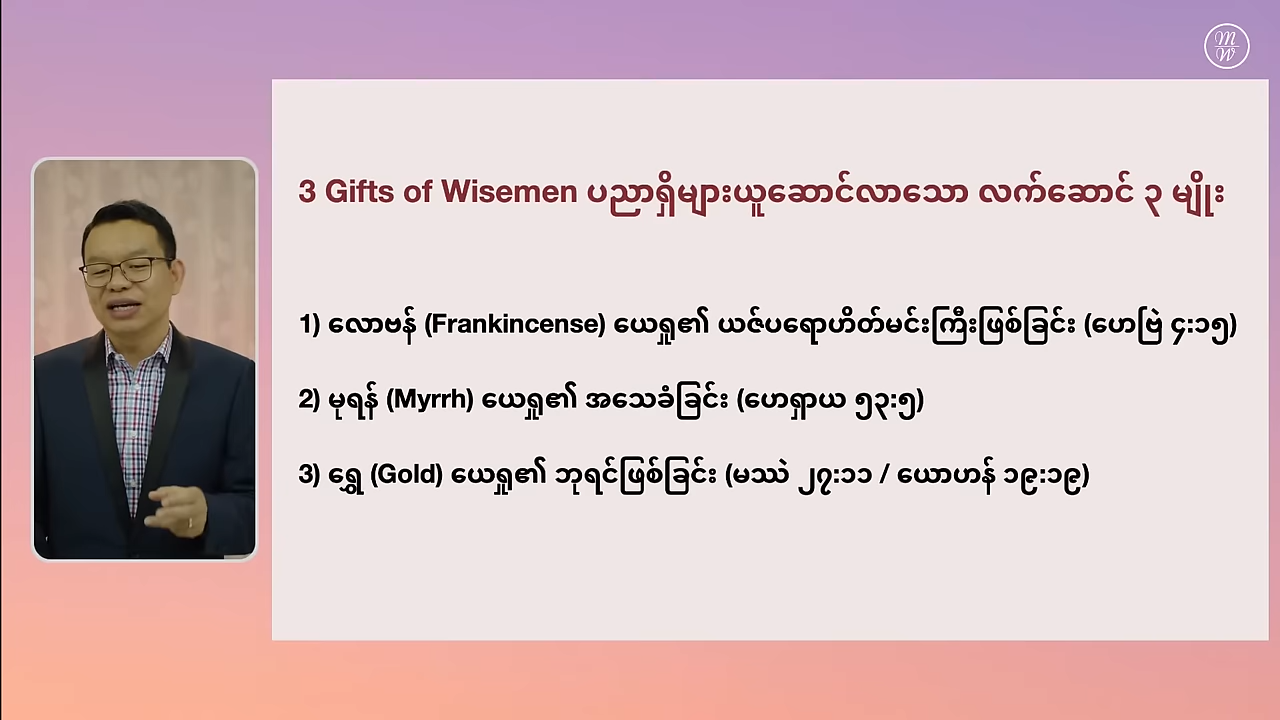 M
W
3 Gifts of Wisemen ပညာရှိများယူဆောင်လာသော လက်ဆောင် ၃ မျိုး
1) လောဗန် (Frankincense) ယေရှု၏ ယဇ်ပရောဟိတ်မင်းကြီးဖြစ်ခြင်း (ဟေဗြဲ ၄:၁၅)
2) မုရန် (Myrrh) ယေရှု၏ အသေခံခြင်း (ဟေရှာယ ၅၃:၅)
3) ရွှေ (Gold) ယေရှု၏ ဘုရင်ဖြစ်ခြင်း (မဿဲ ၂၇:၁၁ / ယောဟန် ၁၉:၁၉)